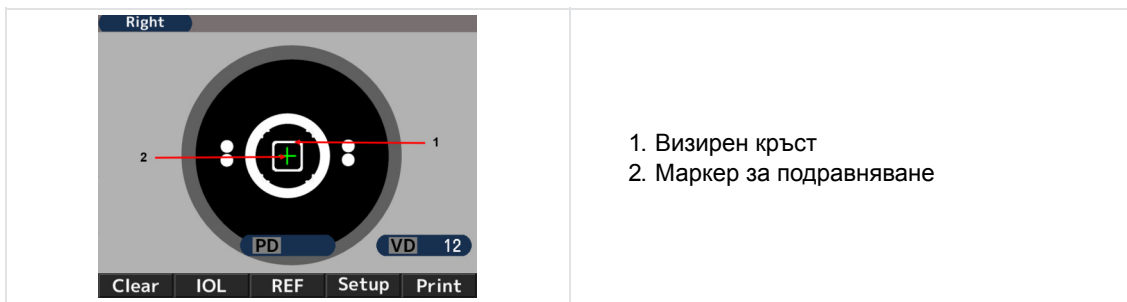 Right
1
2
PD
VD 12
Clear IOL REF Setup Print
1. Визирен кръст
2. Маркер за подравняване